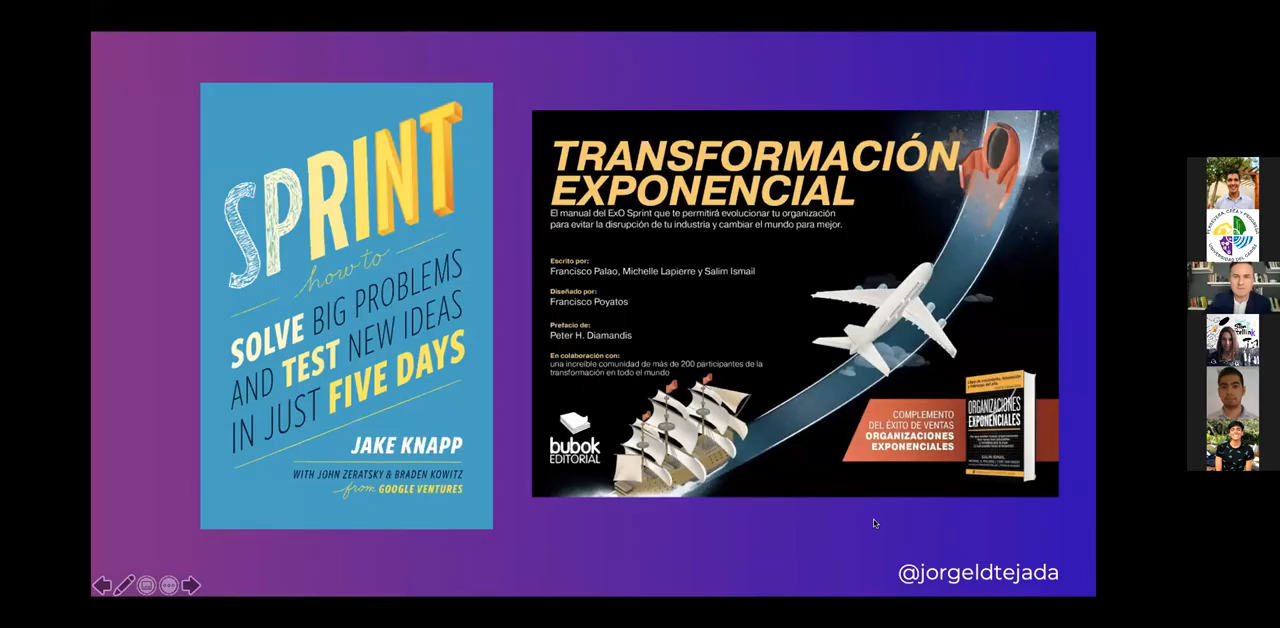 SPRINT
how to
SOLVE BIG PROBLEMS
AND TEST NEW IDEAS
IN JUST FIVE DAYS
JAKE KNAPP
WITH JOHN ZERATSKY & BRADEN KOWITZ
from GOOGLE VENTURES
TRANSFORMACIÓN
EXPONENCIAL
El manual del ExO Sprint que te permitirá evolucionar tu organización
para evitar la disrupción de tu industria y cambiar el mundo para mejor.
Escrito por:
Francisco Palao, Michelle Lapierre y Salim Ismail
Diseñado por:
Francisco Poyatos
Prefacio de:
Peter H. Diamandis
En colaboración con:
una increíble comunidad de más de 200 participantes de la
transformación en todo el mundo
bubok
EDITORIAL
COMPLEMENTO
DEL ÉXITO DE VENTAS
ORGANIZACIONES
EXPONENCIALES
ORGANIZACIONES
EXPONENCIALES
SALIM ISMAIL
@jorgeldtejada
UNIVERSIDAD DEL CARIBE